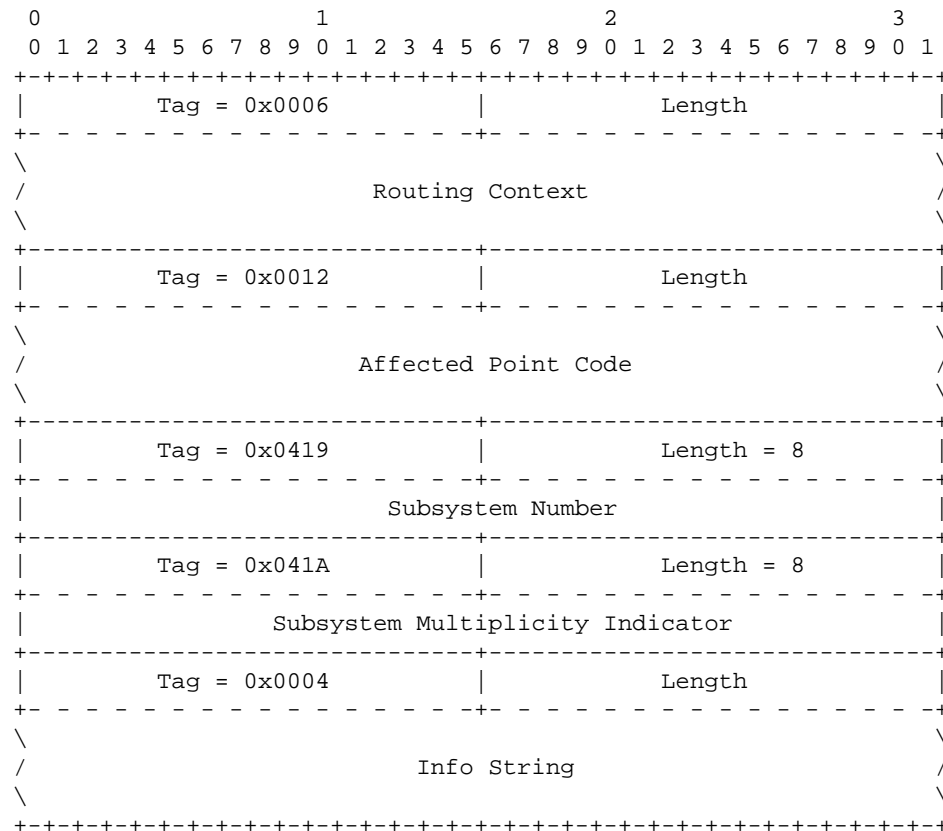 0                   1                   2                   3
0 1 2 3 4 5 6 7 8 9 0 1 2 3 4 5 6 7 8 9 0 1 2 3 4 5 6 7 8 9 0 1
+-+-+-+-+-+-+-+-+-+-+-+-+-+-+-+-+-+-+-+-+-+-+-+-+-+-+-+-+-+-+-+-+
|         Tag = 0x0006          |            Length             |
+- - - - - - - - - - - - - - - -+- - - - - - - - - - - - - - - -+
\                                                               \
/                        Routing Context                        /
\                                                               \
+-------------------------------+-------------------------------+
|         Tag = 0x0012          |            Length             |
+- - - - - - - - - - - - - - - -+- - - - - - - - - - - - - - - -+
\                                                               \
/                       Affected Point Code                     /
\                                                               \
+-------------------------------+-------------------------------+
|         Tag = 0x0419          |            Length = 8         |
+- - - - - - - - - - - - - - - -+- - - - - - - - - - - - - - - -+
|                         Subsystem Number                      |
+-------------------------------+-------------------------------+
|         Tag = 0x041A          |            Length = 8         |
+- - - - - - - - - - - - - - - -+- - - - - - - - - - - - - - - -+
|                 Subsystem Multiplicity Indicator              |
+-------------------------------+-------------------------------+
|         Tag = 0x0004          |            Length             |
+- - - - - - - - - - - - - - - -+- - - - - - - - - - - - - - - -+
\                                                               \
/                           Info String                         /
\                                                               \
+-+-+-+-+-+-+-+-+-+-+-+-+-+-+-+-+-+-+-+-+-+-+-+-+-+-+-+-+-+-+-+-+